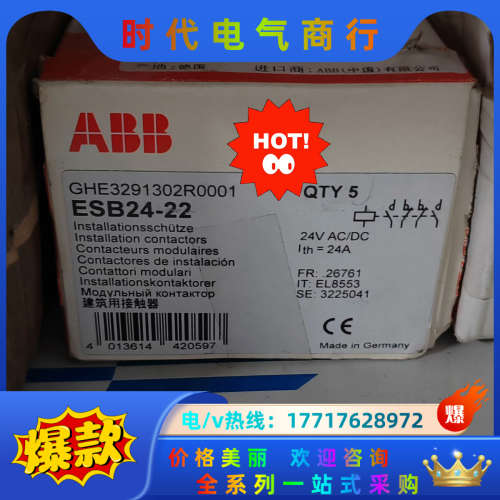 时代电气商行
产地:德国
进口商:ABB(中国)有限公司
ABB
HOT!
GHE3291302R0001
QTY 5
ESB24-22
Installationsschütze
Installation contactors
Contacteurs modulaires
Contactores de instalación
Contattori modulari
Installationskontaktorer
Модульный контактор
建筑用接触器
24V AC/DC
Ith = 24A
FR: .26761
IT: EL8553
SE: 3225041
4 013614 420597
CE
Made in Germany
爆款
电/v热线:17717628972
爆
价格美丽 欢迎咨询
全系列一站式采购